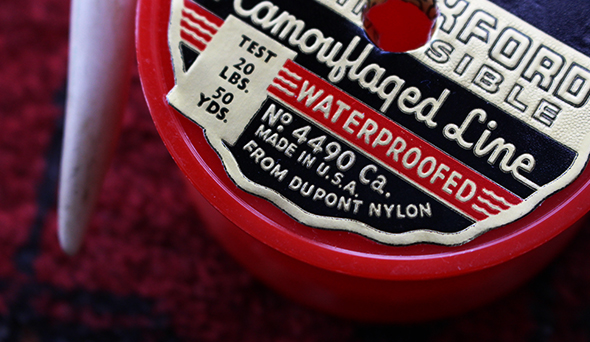 SIBLE
Camouflaged Line
TEST
20
LBS.
50
YDS.
WATERPROOFED
No 4490 Ca.
MADE IN U.S.A.
FROM DUPONT NYLON